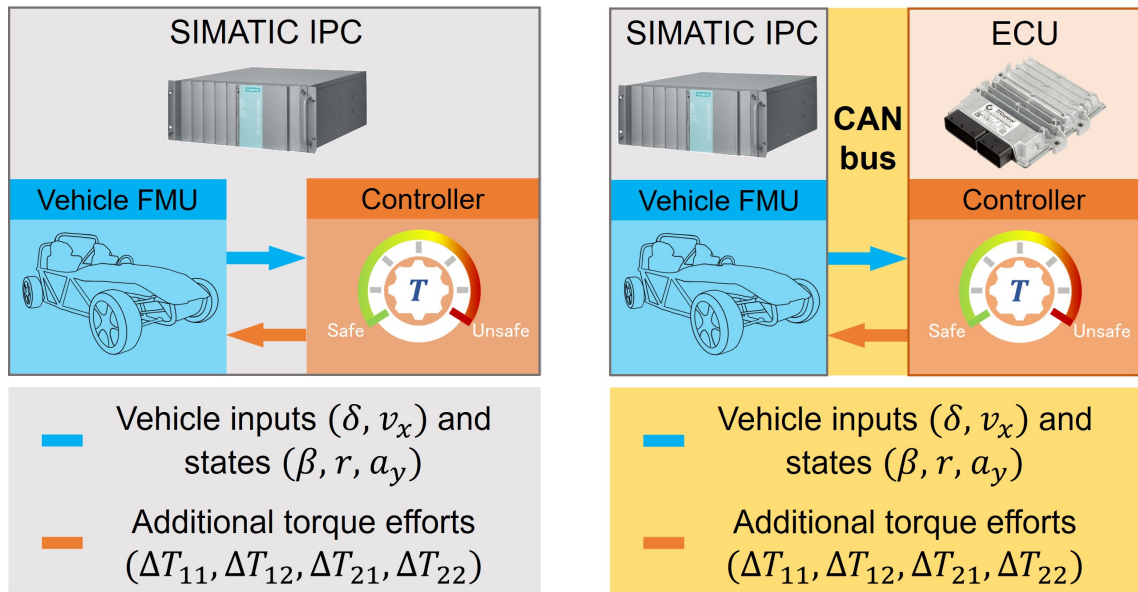 SIMATIC IPC
SIEMENS
Vehicle FMU
Controller
T
Safe
Unsafe
Vehicle inputs (δ, v_x) and
states (β, r, a_y)
Additional torque efforts
(ΔT_11, ΔT_12, ΔT_21, ΔT_22)
SIMATIC IPC
SIEMENS
CAN
bus
ECU
Vehicle FMU
Controller
T
Safe
Unsafe
Vehicle inputs (δ, v_x) and
states (β, r, a_y)
Additional torque efforts
(ΔT_11, ΔT_12, ΔT_21, ΔT_22)